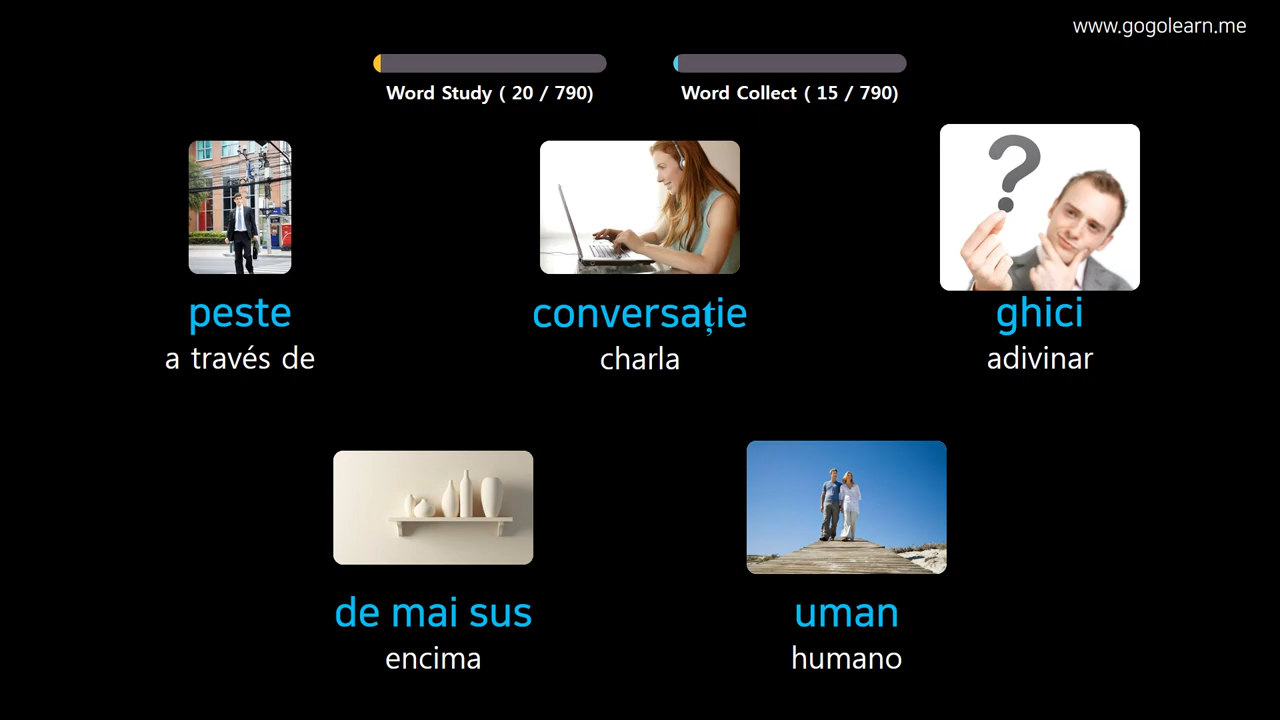 www.gogolearn.me
Word Study ( 20 / 790)
Word Collect ( 15 / 790)
peste
a través de
conversație
charla
ghici
adivinar
de mai sus
encima
uman
humano